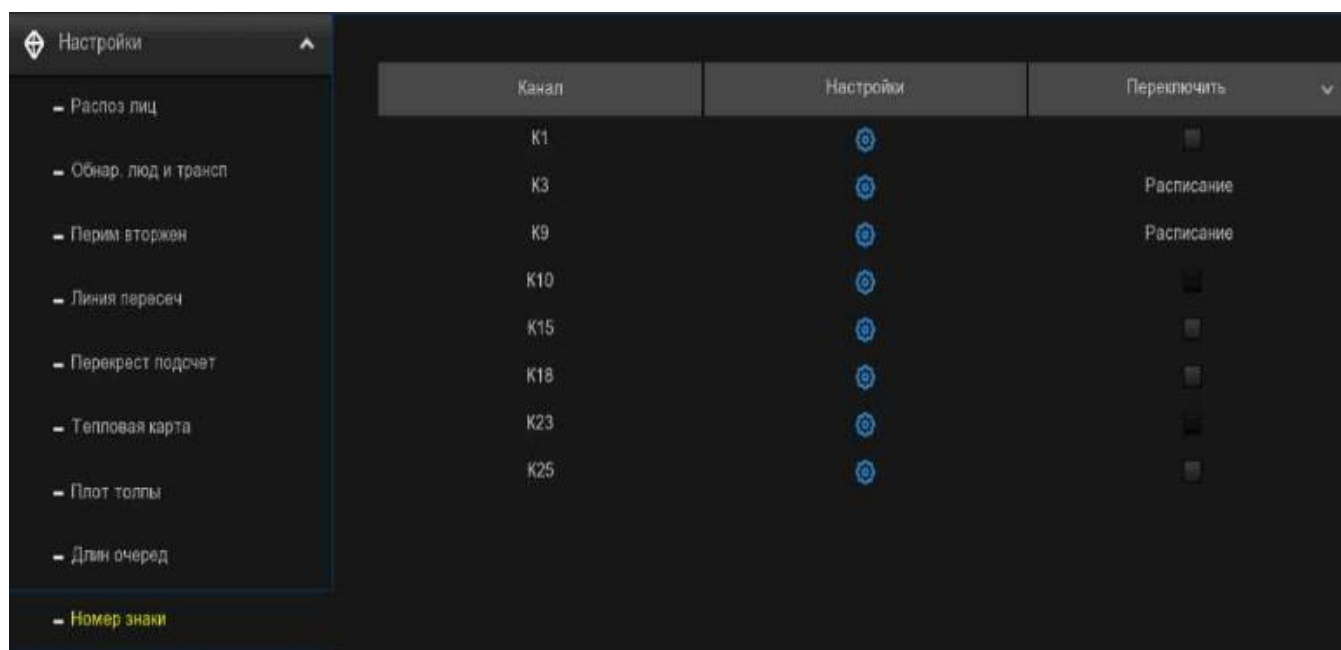 Настройки
Распоз лиц
Обнар. люд и трансп
Перим вторжен
Линия пересеч
Перекрест подсчет
Тепловая карта
Плот толпы
Длин очеред
Номер знаки
Канал Настройки Переключить
K1
K3 Расписание
K9 Расписание
K10
K15
K18
K23
K25